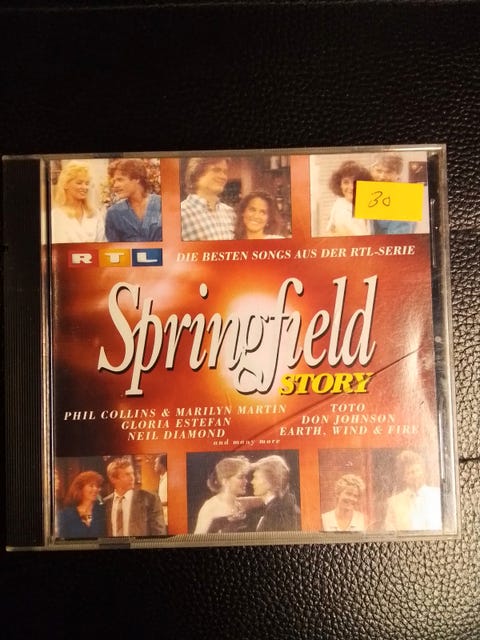 30
RTL DIE BESTEN SONGS AUS DER RTL-SERIE
Springfield
STORY
PHIL COLLINS & MARILYN MARTIN
GLORIA ESTEFAN
NEIL DIAMOND
TOTO
DON JOHNSON
EARTH, WIND & FIRE
and many more